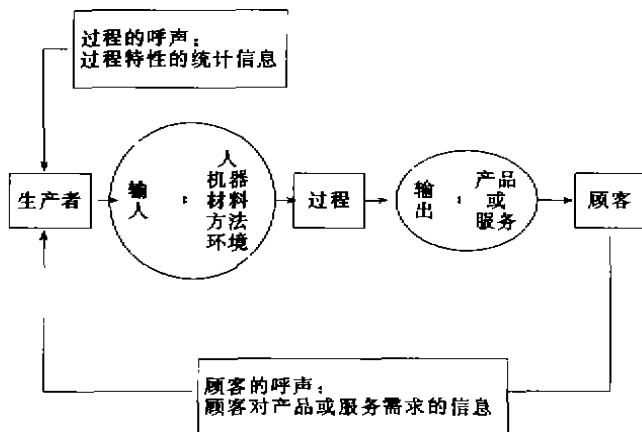 过程的呼声：
过程特性的统计信息
生产者
输人：
人
机器
材料
方法
环境
过程
输出：
产品
或
服务
顾客
顾客的呼声：
顾客对产品或服务需求的信息